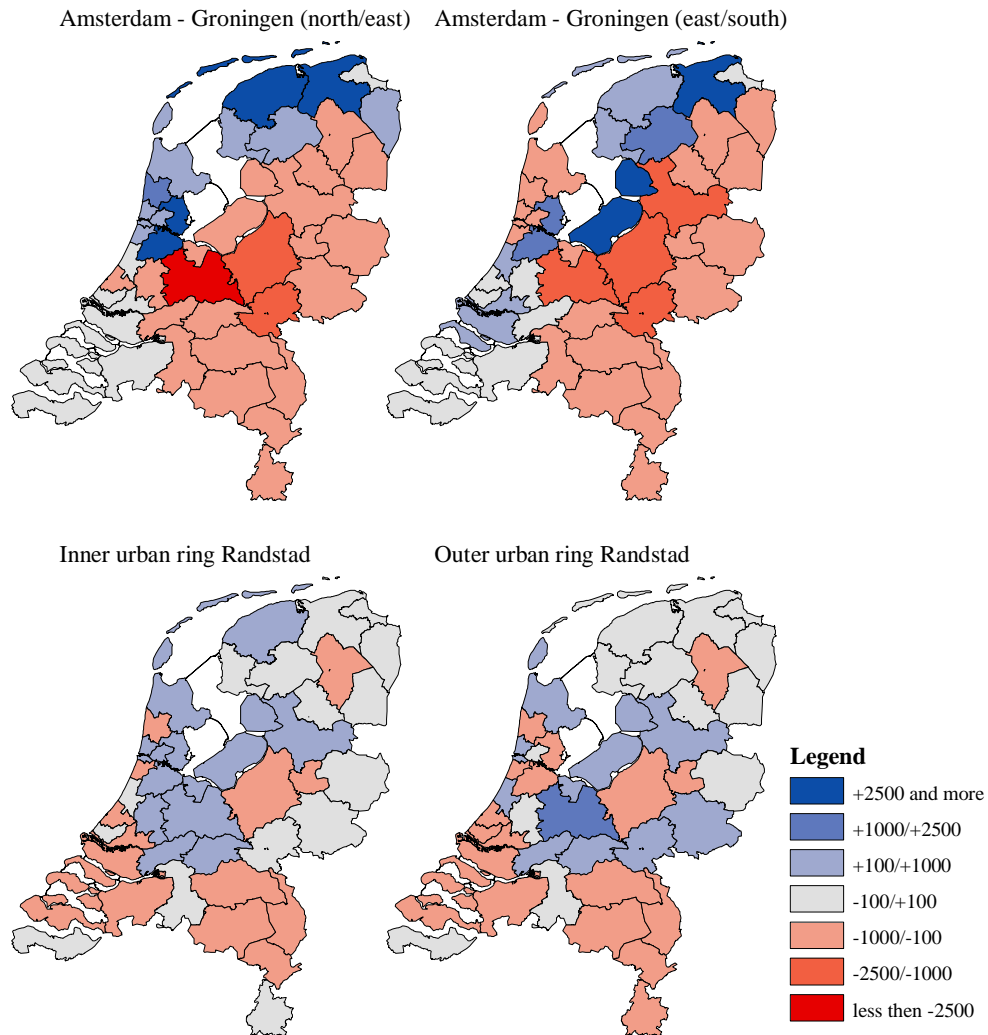 Amsterdam - Groningen (north/east)
Amsterdam - Groningen (east/south)
Inner urban ring Randstad
Outer urban ring Randstad
Legend
+2500 and more
+1000/+2500
+100/+1000
-100/+100
-1000/-100
-2500/-1000
less then -2500